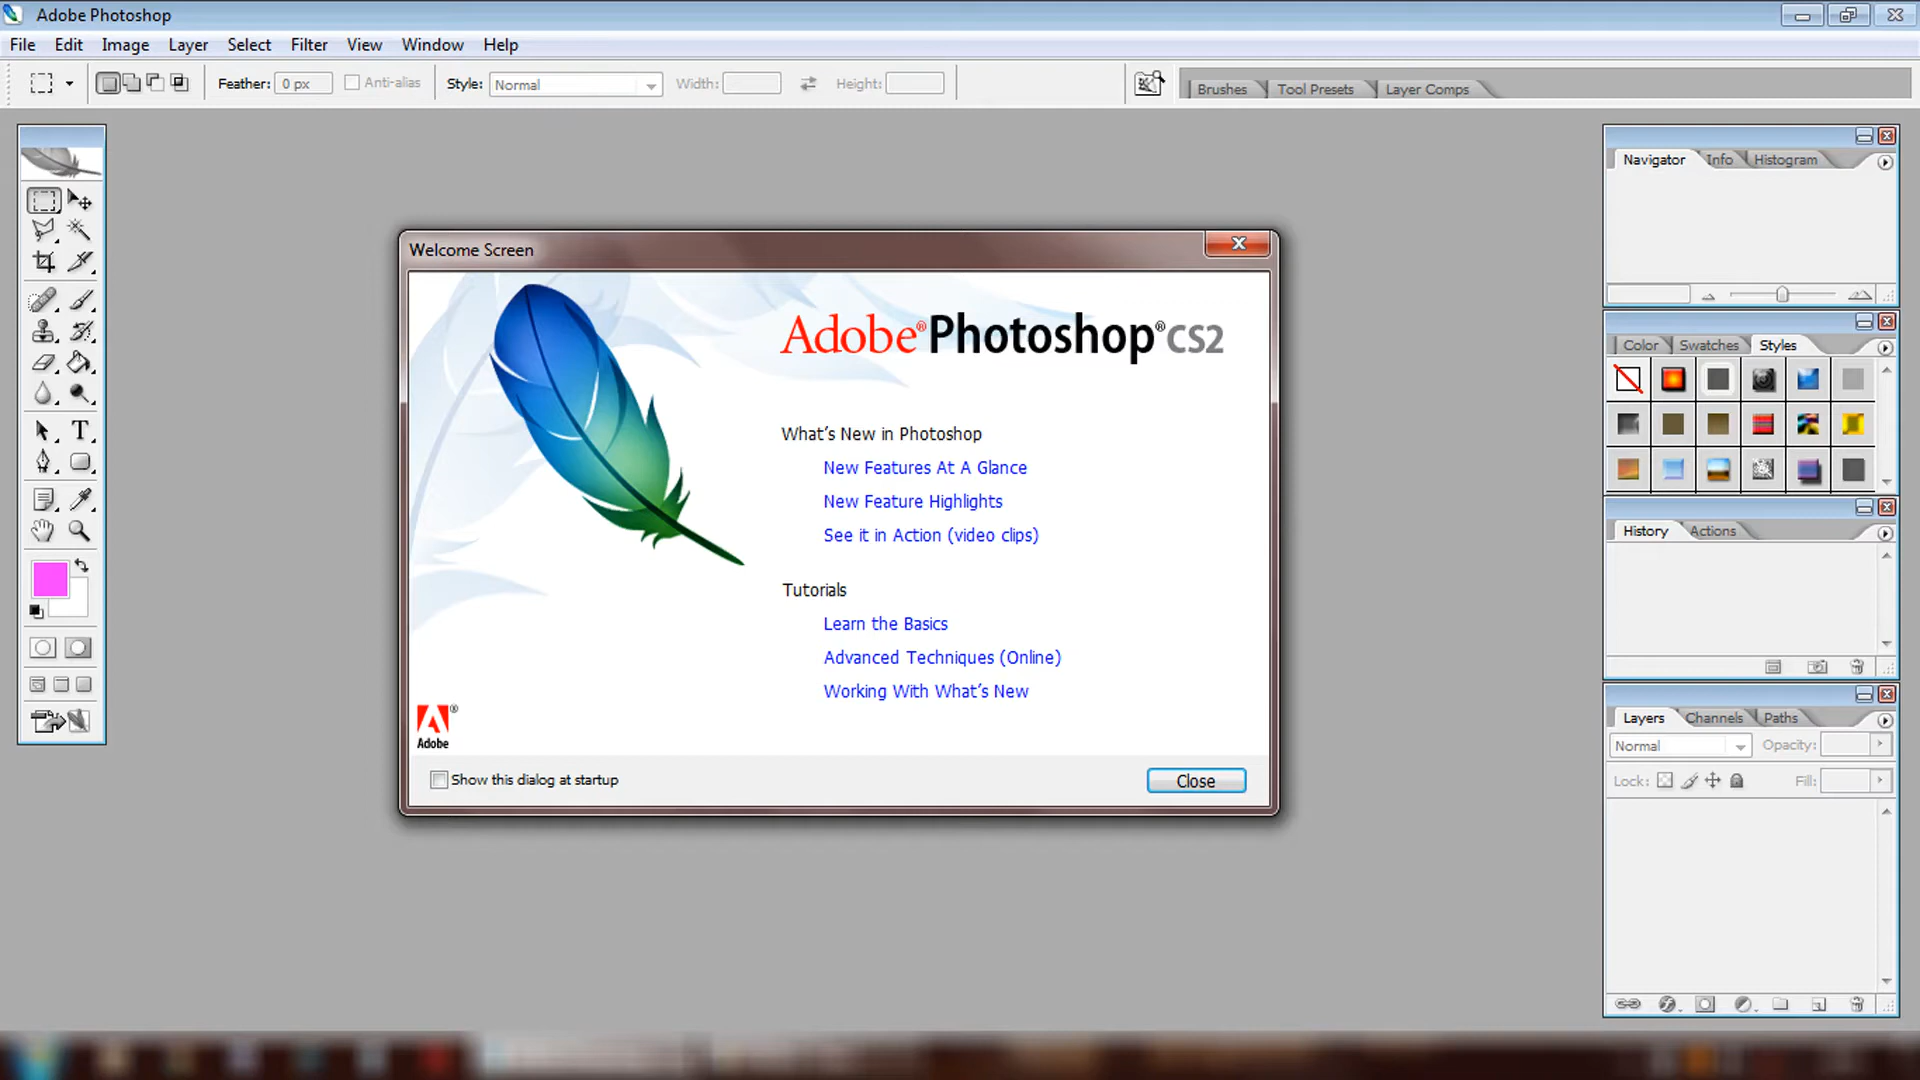 Adobe Photoshop
File Edit Image Layer Select Filter View Window Help
Feather: 0 px Anti-alias Style: Normal Width: Height: Brushes Tool Presets Layer Comps
Navigator Info Histogram
Welcome Screen
Adobe® Photoshop® CS2
What's New in Photoshop
New Features At A Glance
New Feature Highlights
See it in Action (video clips)
Tutorials
Learn the Basics
Advanced Techniques (Online)
Working With What's New
Adobe®
Show this dialog at startup
Close
Color Swatches Styles
History Actions
Layers Channels Paths
Normal Opacity:
Lock: Fill: